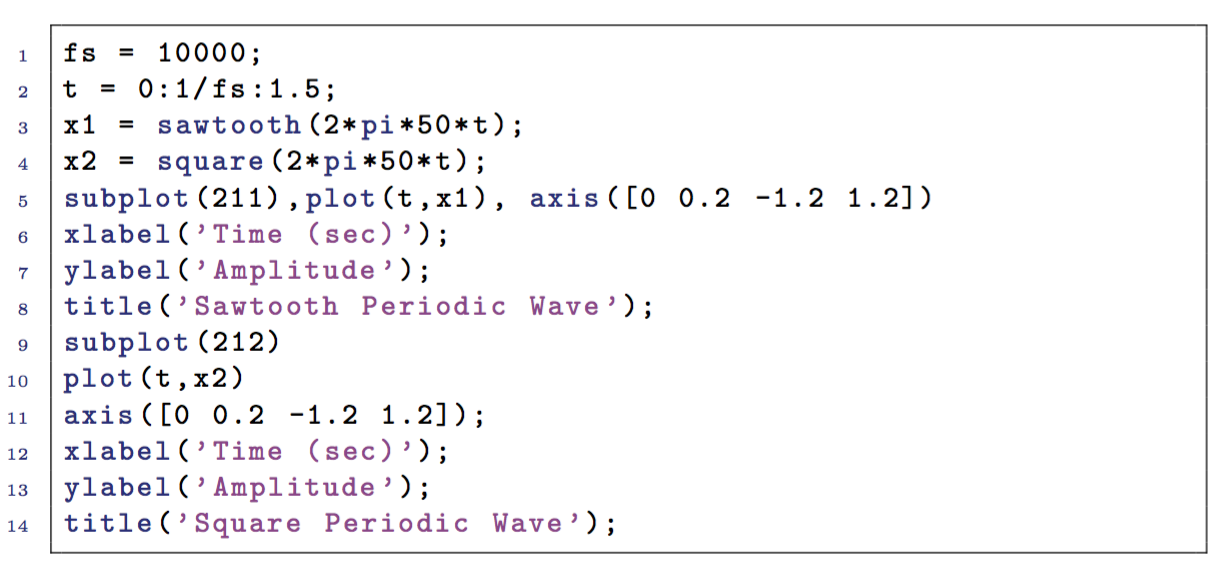 1 fs = 10000;
2 t = 0:1/fs:1.5;
3 x1 = sawtooth(2*pi*50*t);
4 x2 = square(2*pi*50*t);
5 subplot(211),plot(t,x1), axis([0 0.2 -1.2 1.2])
6 xlabel(’Time (sec)’);
7 ylabel(’Amplitude’);
8 title(’Sawtooth Periodic Wave’);
9 subplot(212)
10 plot(t,x2)
11 axis([0 0.2 -1.2 1.2]);
12 xlabel(’Time (sec)’);
13 ylabel(’Amplitude’);
14 title(’Square Periodic Wave’);